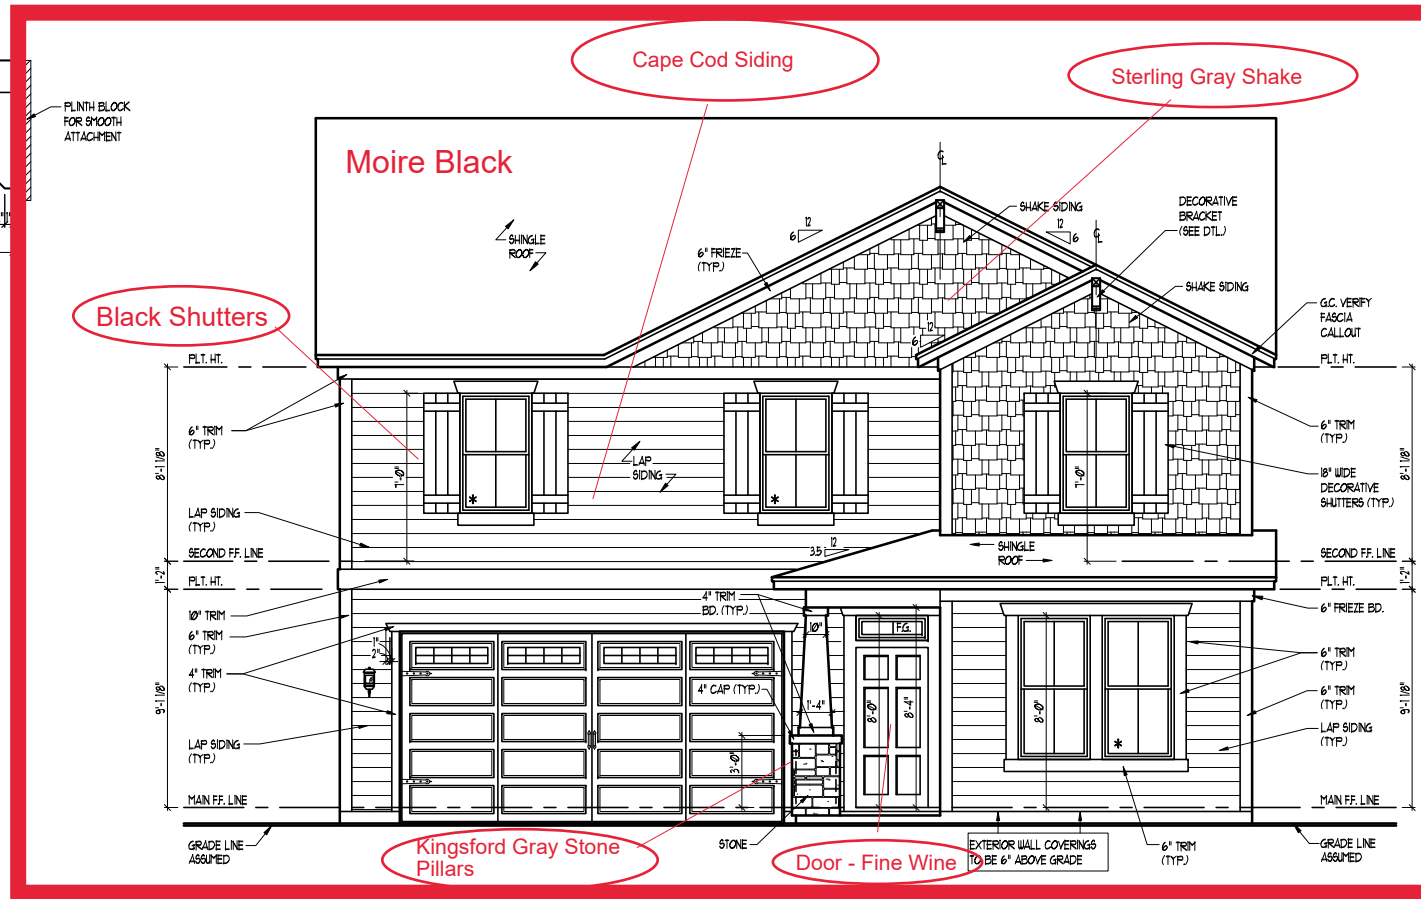 Cape Cod Siding
Sterling Gray Shake
PLINTH BLOCK
FOR SMOOTH
ATTACHMENT
Moire Black
DECORATIVE
BRACKET
(SEE DTL.)
SHAKE SIDING
12
6
12
6
SHINGLE
ROOF
6" FRIEZE
(TYP.)
SHAKE SIDING
Black Shutters
G.C. VERIFY
FASCIA
CALLOUT
12
6
PLT. HT.
PLT. HT.
6" TRIM
(TYP.)
6" TRIM
(TYP.)
8'-1 1/8"
7'-0"
LAP
SIDING
7'-0"
18" WIDE
DECORATIVE
SHUTTERS (TYP.)
8'-1 1/8"
LAP SIDING
(TYP.)
SECOND F.F. LINE
12
3.5
SHINGLE
ROOF
SECOND F.F. LINE
1'-2"
PLT. HT.
PLT. HT.
1'-2"
10" TRIM
4" TRIM
BD. (TYP.)
6" FRIEZE BD.
6" TRIM
(TYP.)
10"
F.G.
1"
2"
6" TRIM
(TYP.)
4" TRIM
(TYP.)
4" CAP (TYP.)
1'-4"
8'-0"
8'-4"
8'-0"
6" TRIM
(TYP.)
9'-1 1/8"
9'-1 1/8"
LAP SIDING
(TYP.)
3'-0"
LAP SIDING
(TYP.)
MAIN F.F. LINE
MAIN F.F. LINE
GRADE LINE
ASSUMED
Kingsford Gray Stone
Pillars
STONE
Door - Fine Wine
EXTERIOR WALL COVERINGS
TO BE 6" ABOVE GRADE
6" TRIM
(TYP.)
GRADE LINE
ASSUMED